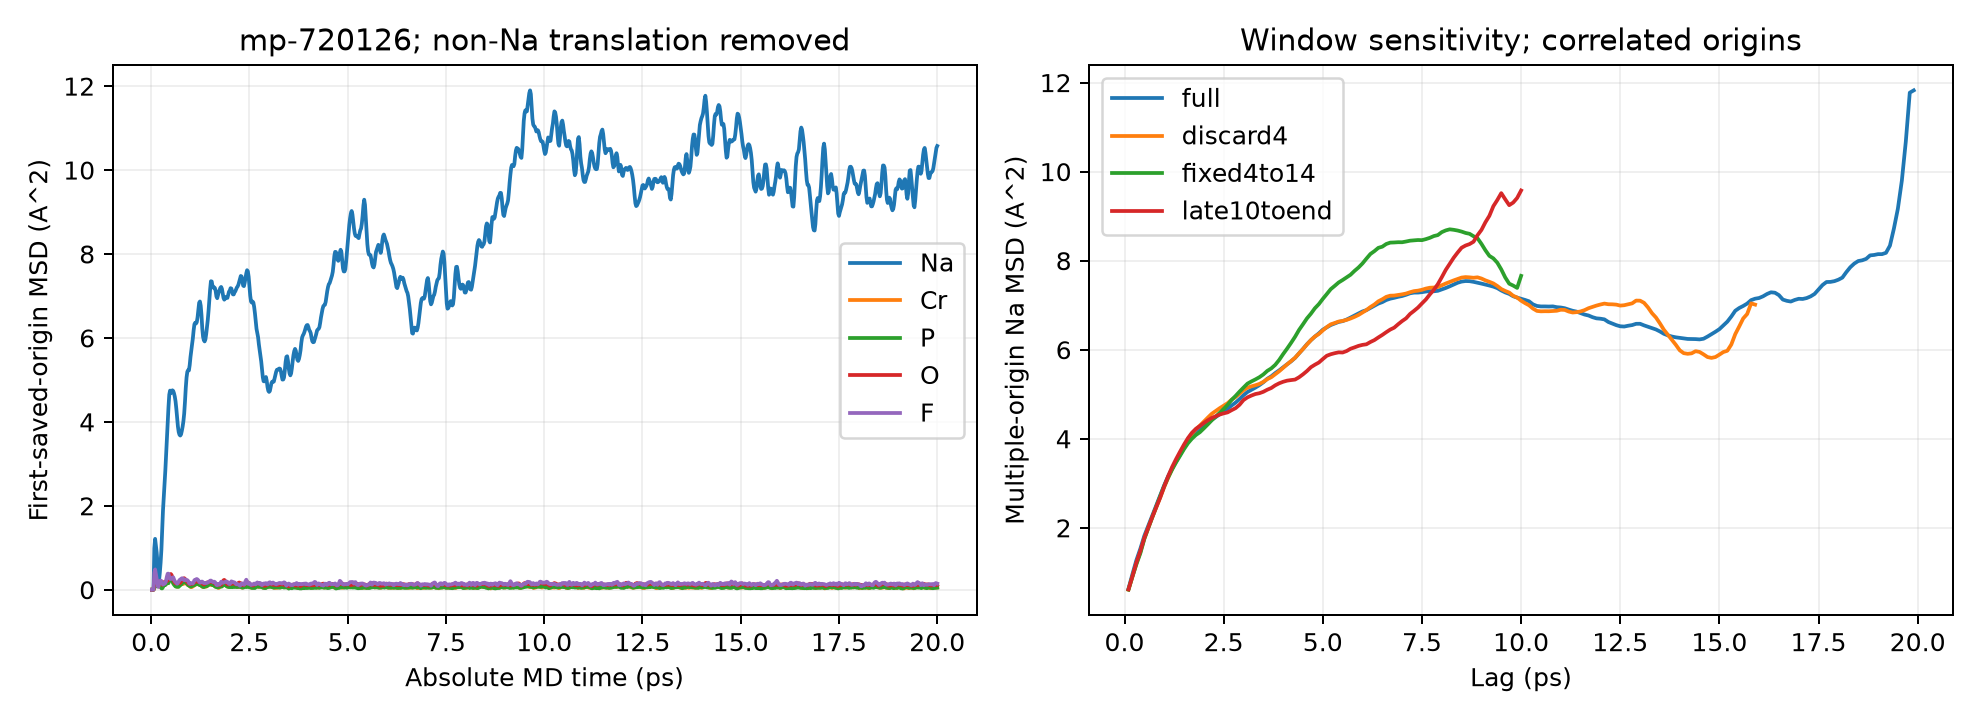 mp-720126; non-Na translation removed
First-saved-origin MSD (A^2)
12
10
8
6
4
2
0
Na
Cr
P
O
F
0.0 2.5 5.0 7.5 10.0 12.5 15.0 17.5 20.0
Absolute MD time (ps)
Window sensitivity; correlated origins
Multiple-origin Na MSD (A^2)
12
10
8
6
4
2
full
discard4
fixed4to14
late10toend
0.0 2.5 5.0 7.5 10.0 12.5 15.0 17.5 20.0
Lag (ps)